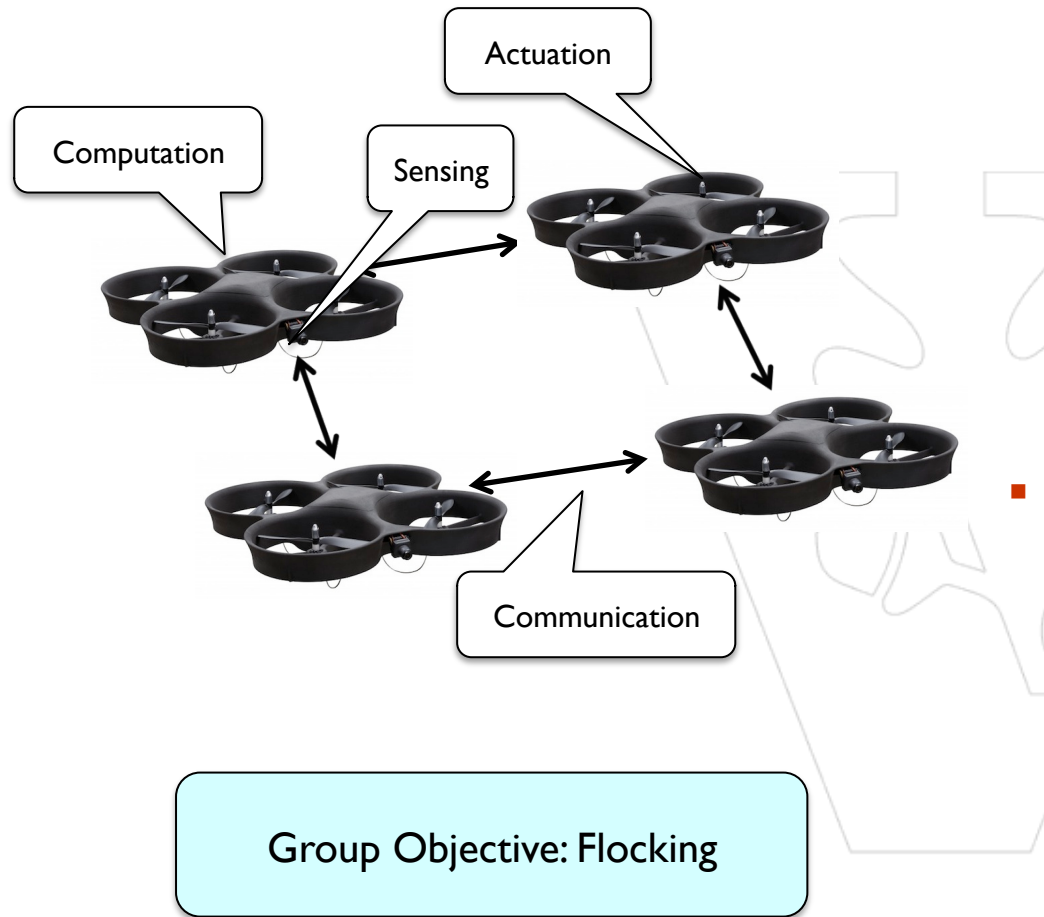 Actuation
Computation
Sensing
Communication
Group Objective: Flocking